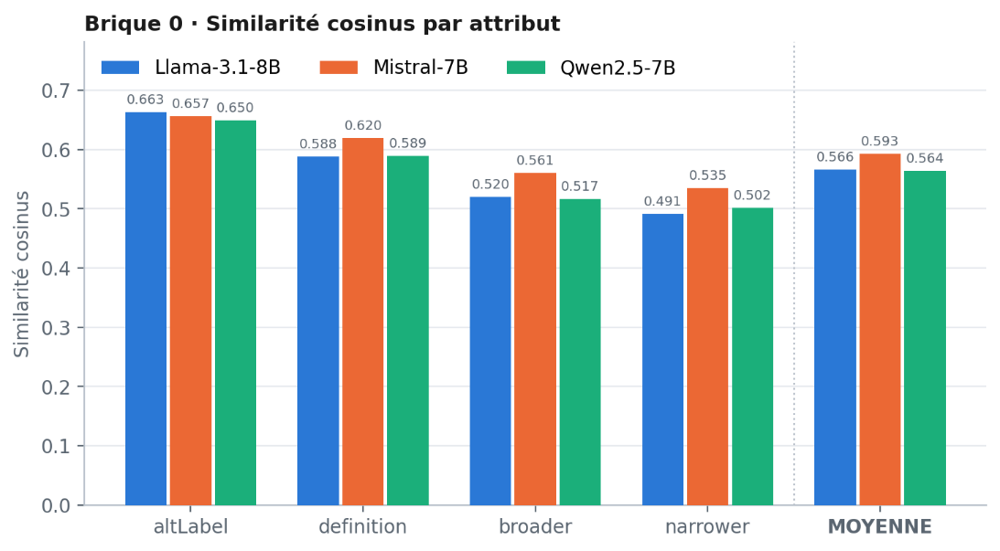 Brique 0 · Similarité cosinus par attribut
Llama-3.1-8B Mistral-7B Qwen2.5-7B
Similarité cosinus
0.7
0.6
0.5
0.4
0.3
0.2
0.1
0.0
0.663 0.657 0.650
0.588 0.620 0.589
0.520 0.561 0.517
0.491 0.535 0.502
0.566 0.593 0.564
altLabel definition broader narrower MOYENNE